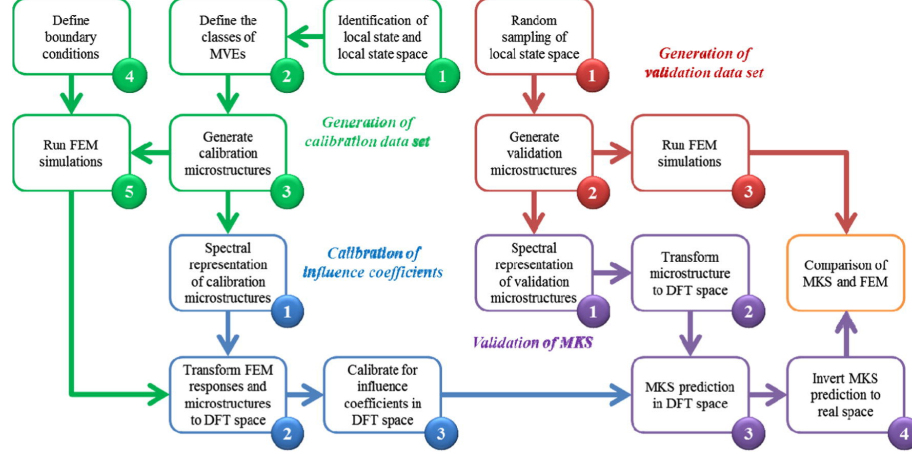 Define
boundary
conditions
4
Define the
classes of
MVEs
2
Identification of
local state and
local state space
1
Random
sampling of
local state space
1
Generation of
validation data set
Run FEM
simulations
5
Generate
calibration
microstructures
3
Generation of
calibration data set
Generate
validation
microstructures
2
Run FEM
simulations
3
Spectral
representation
of calibration
microstructures
1
Calibration of
influence coefficients
Spectral
representation
of validation
microstructures
1
Transform
microstructure
to DFT space
2
Comparison of
MKS and FEM
Validation of MKS
Transform FEM
responses and
microstructures
to DFT space
2
Calibrate for
influence
coefficients in
DFT space
3
MKS prediction
in DFT space
3
Invert MKS
prediction to
real space
4